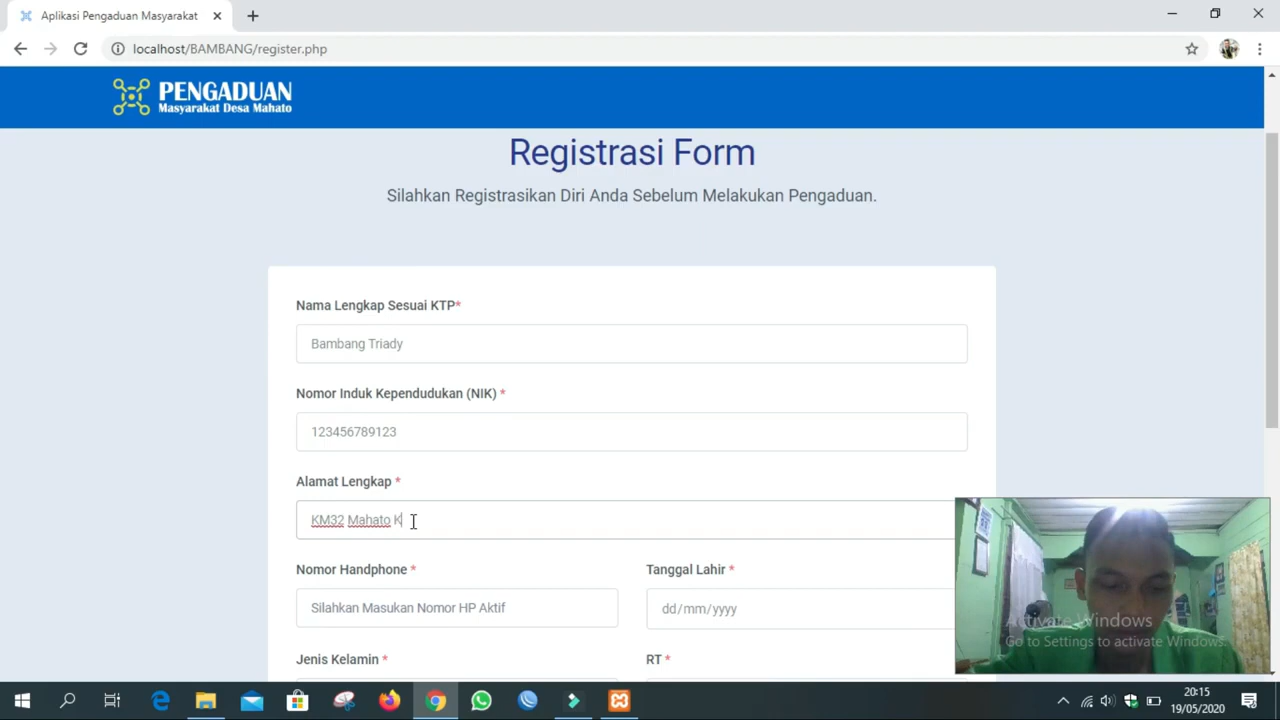 Aplikasi Pengaduan Masyarakat
localhost/BAMBANG/register.php
PENGADUAN
Masyarakat Desa Mahato
Registrasi Form
Silahkan Registrasikan Diri Anda Sebelum Melakukan Pengaduan.
Nama Lengkap Sesuai KTP*
Bambang Triady
Nomor Induk Kependudukan (NIK) *
123456789123
Alamat Lengkap *
KM32 Mahato K
Nomor Handphone *
Tanggal Lahir *
Silahkan Masukan Nomor HP Aktif
dd/mm/yyyy
Jenis Kelamin *
RT *
Activate Windows
Go to Settings to activate Windows.
20:15
19/05/2020